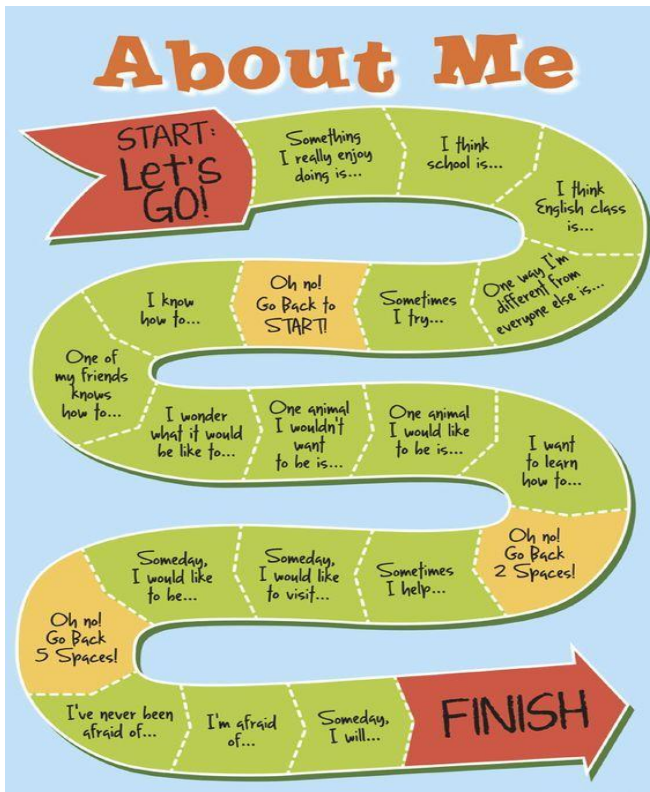 About Me
START:
Let's
GO!
Something
I really enjoy
doing is...
I think
school is...
I think
English class
is...
One way I'm
different from
everyone else is...
Sometimes
I try...
Oh no!
Go Back to
START!
I know
how to...
One of
my friends
knows
how to...
I wonder
what it would
be like to...
One animal
I wouldn't
want
to be is...
One animal
I would like
to be is...
I want
to learn
how to...
Oh no!
Go Back
2 Spaces!
Sometimes
I help...
Someday,
I would like
to visit...
Someday,
I would like
to be...
Oh no!
Go Back
5 Spaces!
I've never been
afraid of...
I'm afraid
of...
Someday,
I will...
FINISH